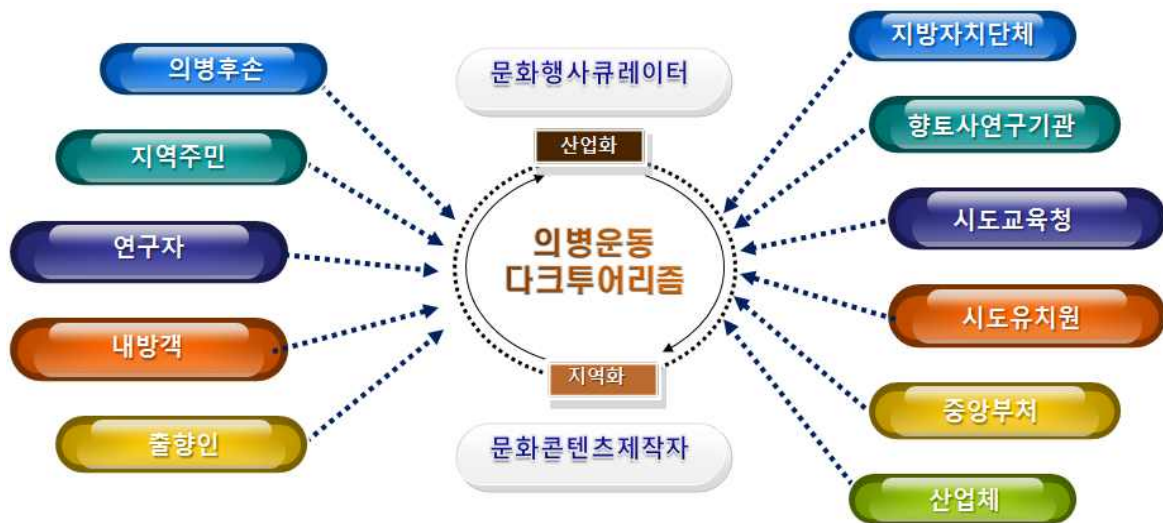 의병후손
지역주민
연구자
내방객
출향인
문화행사큐레이터
산업화
의병운동
다크투어리즘
지역화
문화콘텐츠제작자
지방자치단체
향토사연구기관
시도교육청
시도유치원
중앙부처
산업체